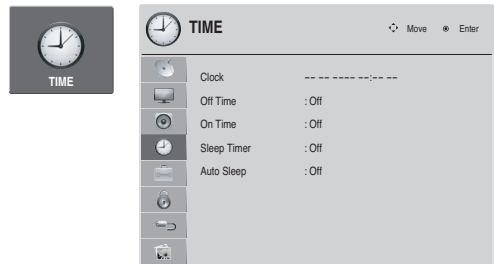 TIME
TIME
Move Enter
Clock -- -- ---- --:-- --
Off Time : Off
On Time : Off
Sleep Timer : Off
Auto Sleep : Off